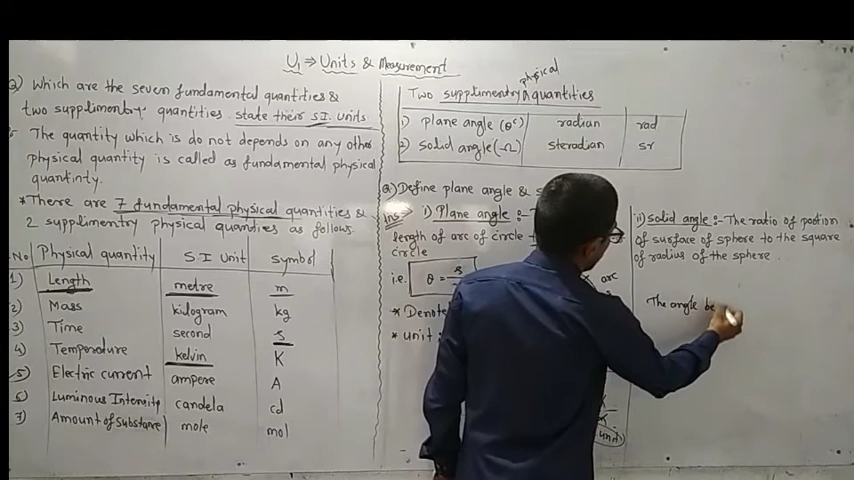 U1 ⇒ Units & Measurement
Q) Which are the seven fundamental quantities &
two supplimentry quantities. state their S.I. units
The quantity which is do not depends on any other
physical quantity is called as fundamental physical
quantinty.
* There are 7 fundamental physical quantities &
2 supplimentry physical quanties as follows.
No Physical quantity S.I Unit symbol
1) Length metre m
2) Mass kilogram kg
3) Time second s
4) Temperature kelvin K
5) Electric current ampere A
6) Luminous Intensity candela cd
7) Amount of substance mole mol
Two supplimentry physical quantities
1) plane angle (θᶜ) radian rad
2) solid angle (Ω) steradian sr
Q) Define plane angle &
Ans:- i) Plane angle :-
length of arc of circle
circle
i.e. θ = s
arc
* Denote
* unit :
unit
ii) solid angle :- The ratio of poetion
of surface of sphere to the square
of radius of the sphere.
The angle be